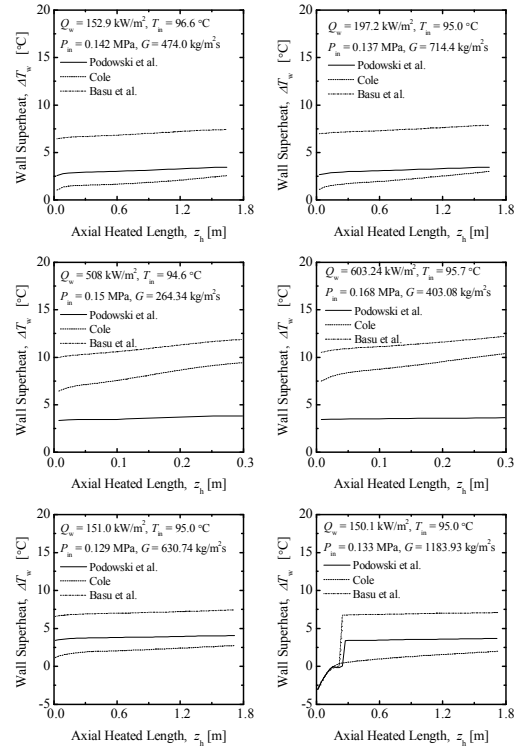 Q_w = 152.9 kW/m², T_in = 96.6 °C
P_in = 0.142 MPa, G = 474.0 kg/m²s
Podowski et al.
Cole
Basu et al.
20
15
10
5
0
Wall Superheat, ΔT_w [°C]
0.0 0.6 1.2 1.8
Axial Heated Length, z_h [m]
Q_w = 197.2 kW/m², T_in = 95.0 °C
P_in = 0.137 MPa, G = 714.4 kg/m²s
Podowski et al.
Cole
Basu et al.
20
15
10
5
0
Wall Superheat, ΔT_w [°C]
0.0 0.6 1.2 1.8
Axial Heated Length, z_h [m]
Q_w = 508 kW/m², T_in = 94.6 °C
P_in = 0.15 MPa, G = 264.34 kg/m²s
Podowski et al.
Cole
Basu et al.
20
15
10
5
0
Wall Superheat, ΔT_w [°C]
0.0 0.1 0.2 0.3
Axial Heated Length, z_h [m]
Q_w = 603.24 kW/m², T_in = 95.7 °C
P_in = 0.168 MPa, G = 403.08 kg/m²s
Podowski et al.
Cole
Basu et al.
20
15
10
5
0
Wall Superheat, ΔT_w [°C]
0.0 0.1 0.2 0.3
Axial Heated Length, z_h [m]
Q_w = 151.0 kW/m², T_in = 95.0 °C
P_in = 0.129 MPa, G = 630.74 kg/m²s
Podowski et al.
Cole
Basu et al.
20
15
10
5
0
-5
Wall Superheat, ΔT_w [°C]
0.0 0.6 1.2 1.8
Axial Heated Length, z_h [m]
Q_w = 150.1 kW/m², T_in = 95.0 °C
P_in = 0.133 MPa, G = 1183.93 kg/m²s
Podowski et al.
Cole
Basu et al.
20
15
10
5
0
-5
Wall Superheat, ΔT_w [°C]
0.0 0.6 1.2 1.8
Axial Heated Length, z_h [m]